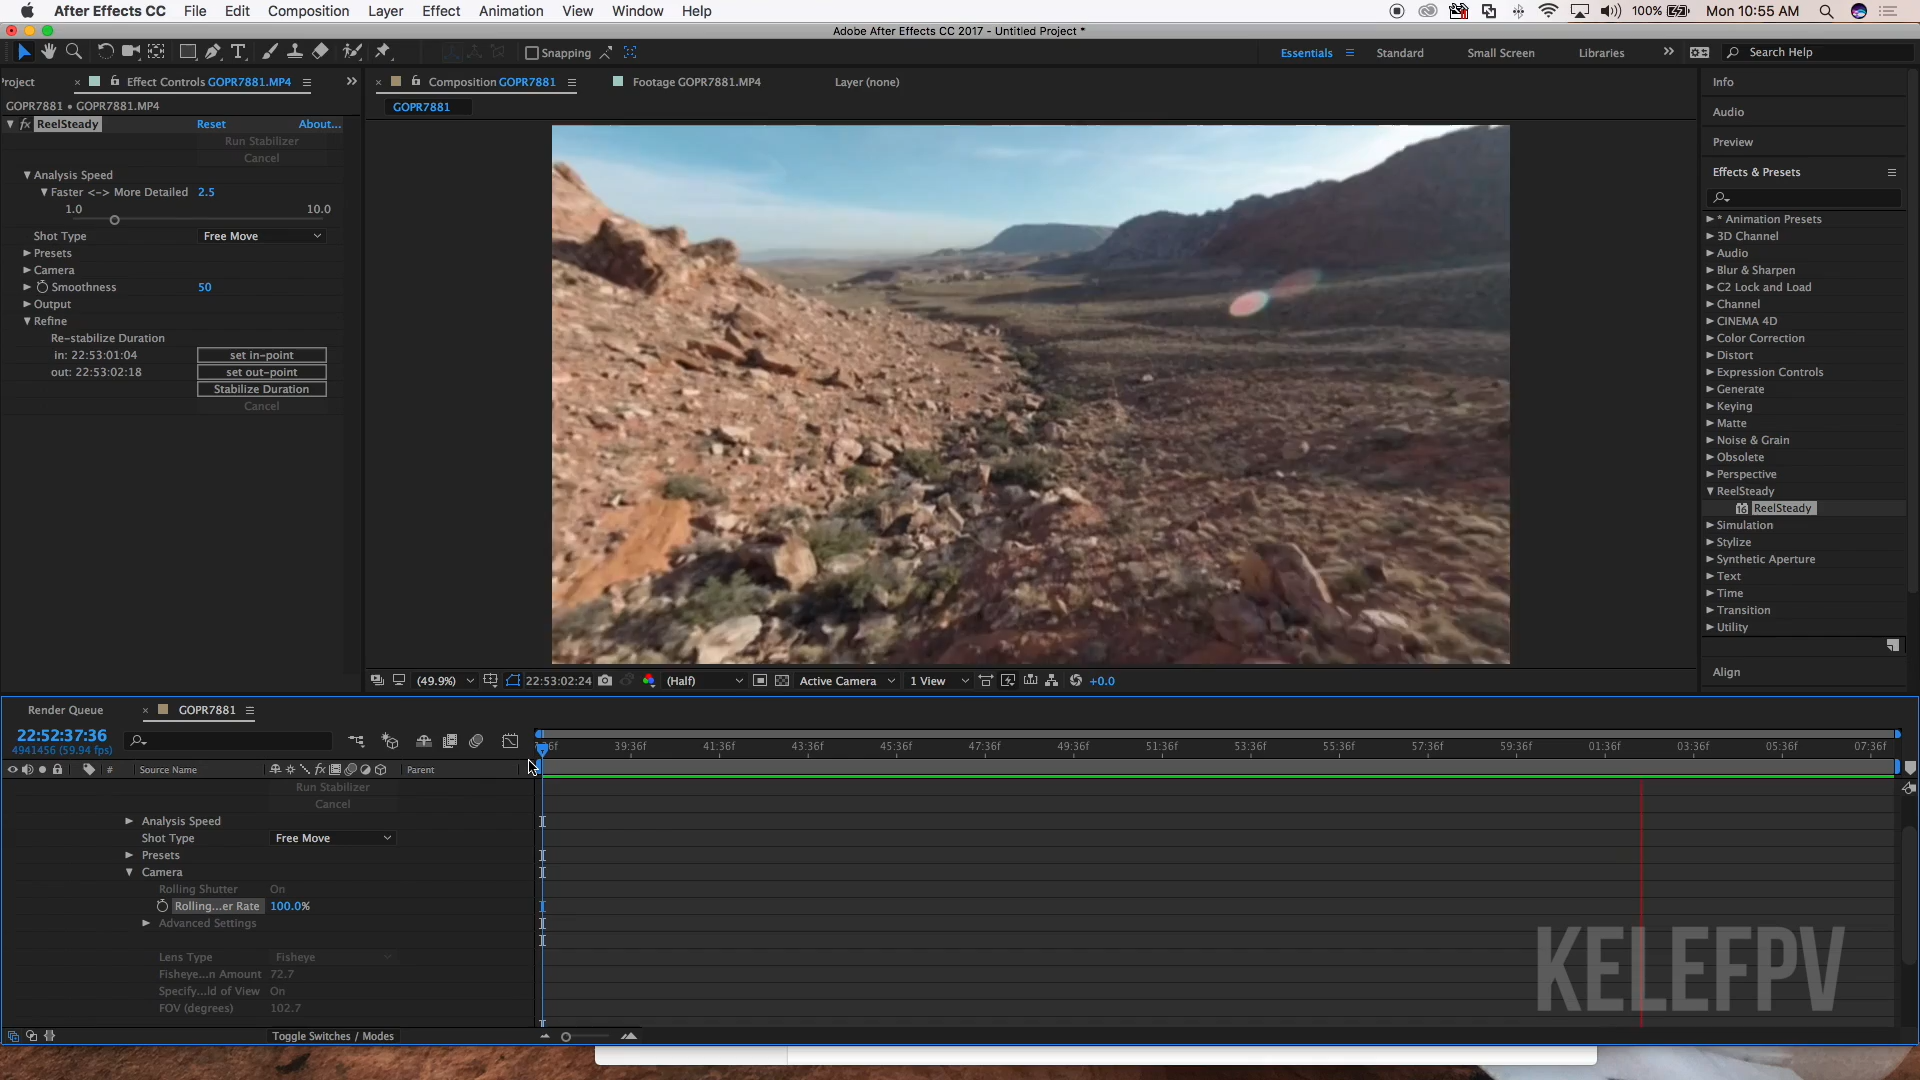 After Effects CC File Edit Composition Layer Effect Animation View Window Help 100% Mon 10:55 AM
Adobe After Effects CC 2017 - Untitled Project *
Snapping Essentials Standard Small Screen Libraries Search Help
Project Effect Controls GOPR7881.MP4 Composition GOPR7881 Footage GOPR7881.MP4 Layer (none)
GOPR7881 • GOPR7881.MP4
GOPR7881
fx ReelSteady Reset About...
Run Stabilizer
Cancel
Analysis Speed
Faster <-> More Detailed 2.5
1.0 10.0
Shot Type Free Move
Presets
Camera
Smoothness 50
Output
Refine
Re-stabilize Duration
in: 22:53:01:04 set in-point
out: 22:53:02:18 set out-point
Stabilize Duration
Cancel
(49.9%) 22:53:02:24 (Half) Active Camera 1 View +0.0
Info
Audio
Preview
Effects & Presets
* Animation Presets
3D Channel
Audio
Blur & Sharpen
C2 Lock and Load
Channel
CINEMA 4D
Color Correction
Distort
Expression Controls
Generate
Keying
Matte
Noise & Grain
Obsolete
Perspective
ReelSteady
16 ReelSteady
Simulation
Stylize
Synthetic Aperture
Text
Time
Transition
Utility
Align
Render Queue GOPR7881
22:52:37:36
4941456 (59.94 fps)
7:36f 39:36f 41:36f 43:36f 45:36f 47:36f 49:36f 51:36f 53:36f 55:36f 57:36f 59:36f 01:36f 03:36f 05:36f 07:36f
# Source Name fx Parent
Run Stabilizer
Cancel
Analysis Speed
Shot Type Free Move
Presets
Camera
Rolling Shutter On
Rolling...er Rate 100.0%
Advanced Settings
Lens Type Fisheye
Fisheye...n Amount 72.7
Specify...ld of View On
FOV (degrees) 102.7
Toggle Switches / Modes
KELEFPV